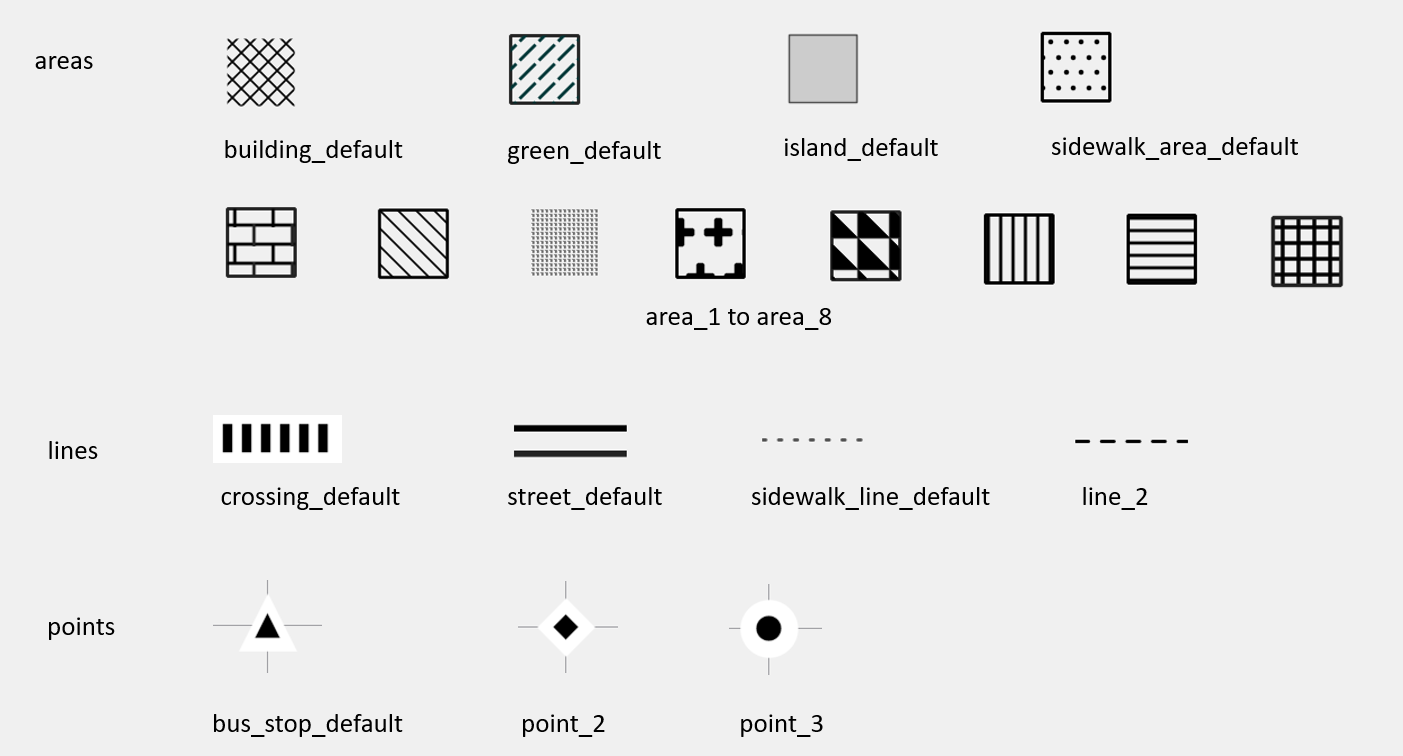 areas
building_default
green_default
island_default
sidewalk_area_default
area_1 to area_8
lines
crossing_default
street_default
sidewalk_line_default
line_2
points
bus_stop_default
point_2
point_3